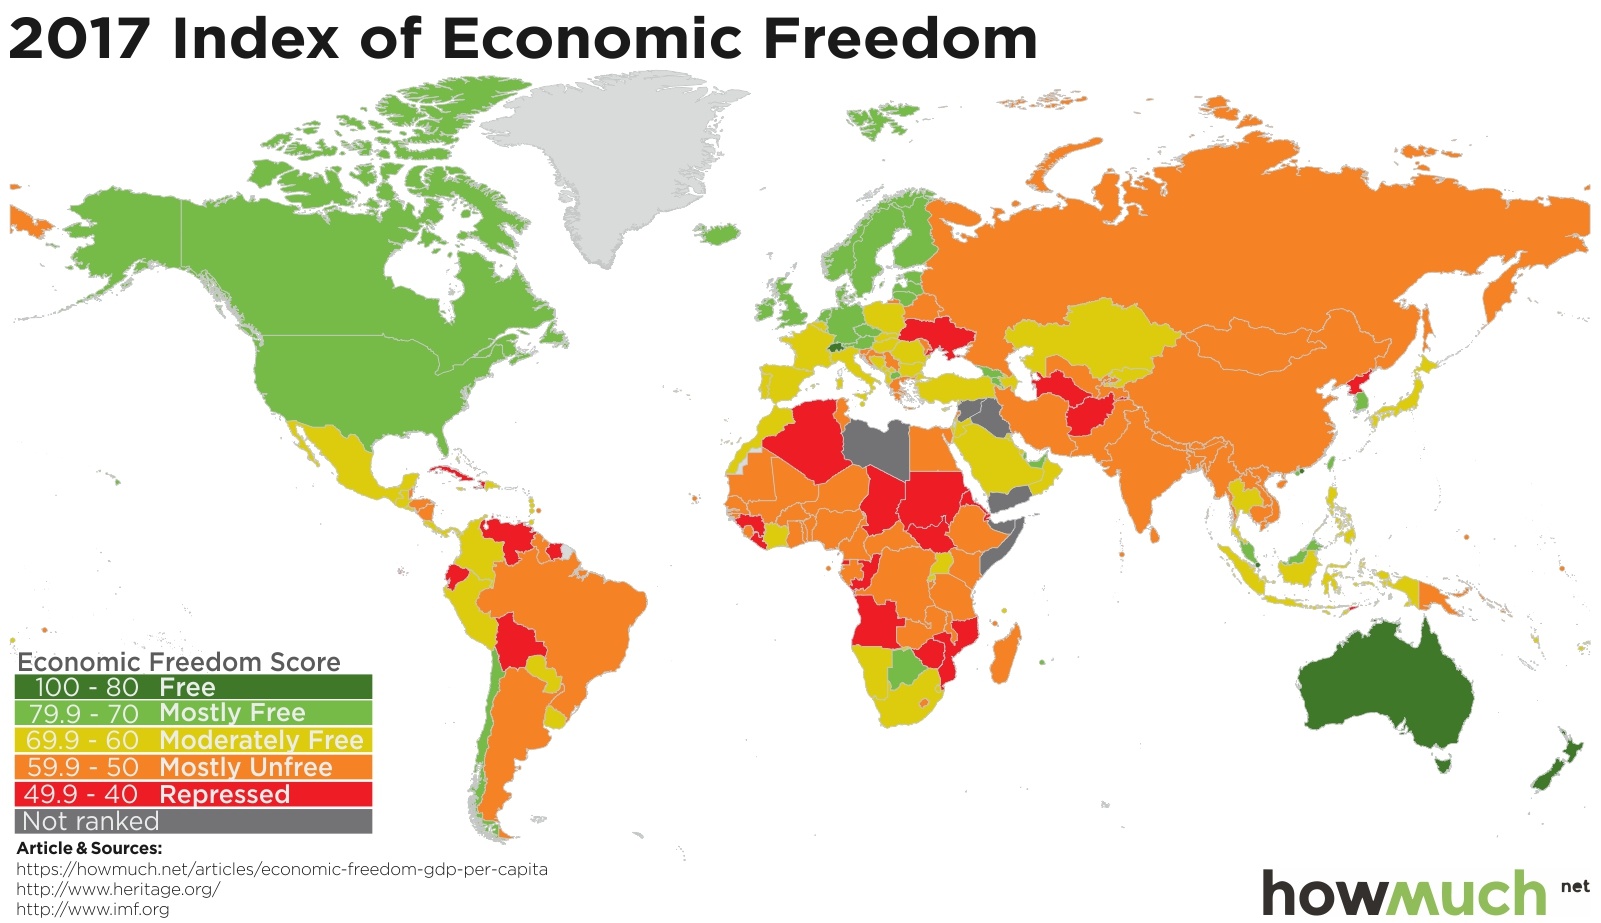 2017 Index of Economic Freedom
Economic Freedom Score
100 - 80 Free
79.9 - 70 Mostly Free
69.9 - 60 Moderately Free
59.9 - 50 Mostly Unfree
49.9 - 40 Repressed
Not ranked
Article & Sources:
https://howmuch.net/articles/economic-freedom-gdp-per-capita
http://www.heritage.org/
http://www.imf.org
howmuch net